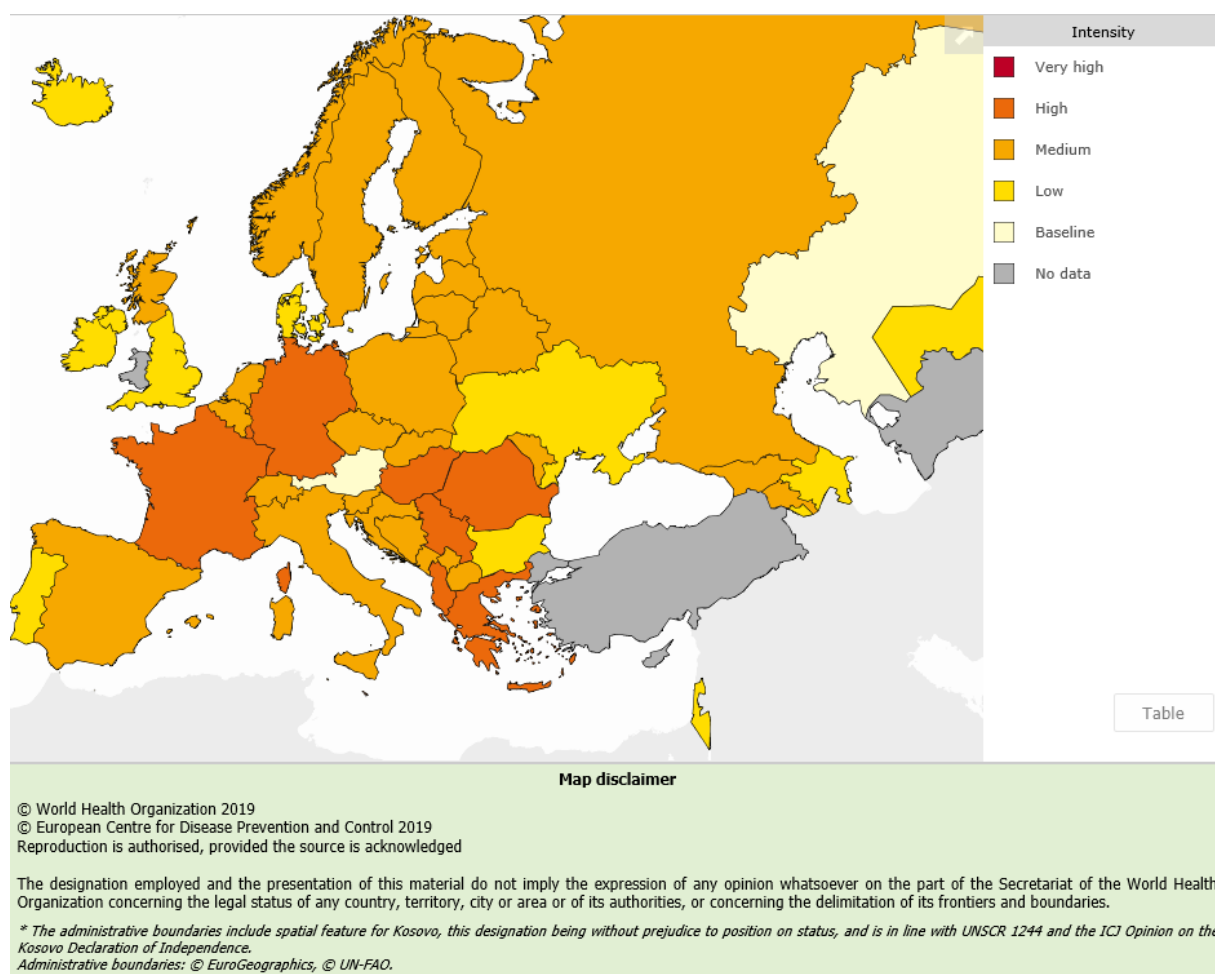 Intensity
Very high
High
Medium
Low
Baseline
No data
Table
Map disclaimer
© World Health Organization 2019
© European Centre for Disease Prevention and Control 2019
Reproduction is authorised, provided the source is acknowledged
The designation employed and the presentation of this material do not imply the expression of any opinion whatsoever on the part of the Secretariat of the World Health
Organization concerning the legal status of any country, territory, city or area or of its authorities, or concerning the delimitation of its frontiers and boundaries.
* The administrative boundaries include spatial feature for Kosovo, this designation being without prejudice to position on status, and is in line with UNSCR 1244 and the ICJ Opinion on the
Kosovo Declaration of Independence.
Administrative boundaries: © EuroGeographics, © UN-FAO.